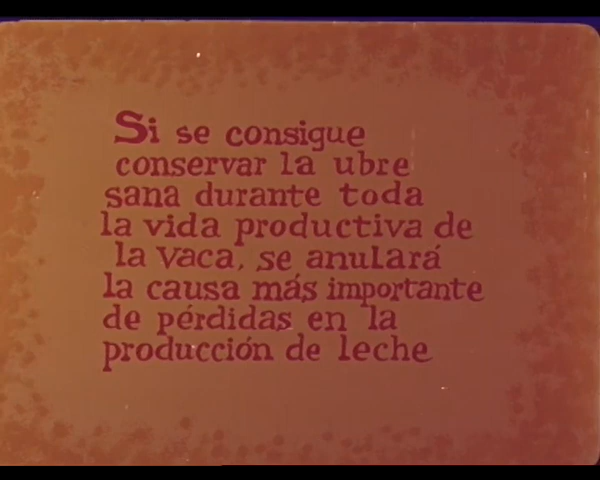 Si se consigue
conservar la ubre
sana durante toda
la vida productiva de
la vaca, se anulará
la causa más importante
de pérdidas en la
producción de leche